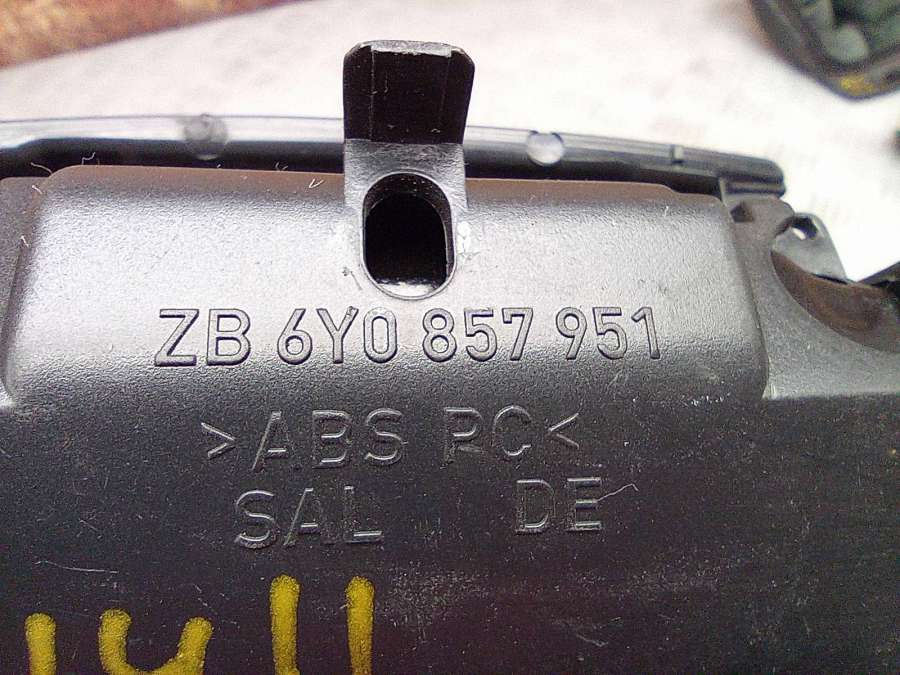 ZB 6Y0 857 951
>ABS PC<
SAL DE